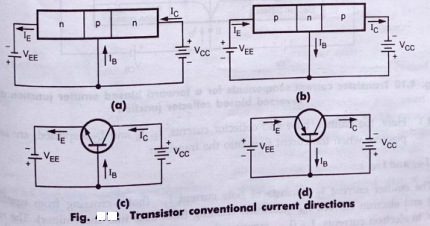 n p n
I_E I_C
V_EE
I_B
V_CC
(a)
p n p
I_E I_C
V_EE
I_B
V_CC
(b)
I_E I_C
V_EE
I_B
V_CC
(c)
I_E I_C
V_EE
I_B
V_CC
(d)
Fig. Transistor conventional current directions